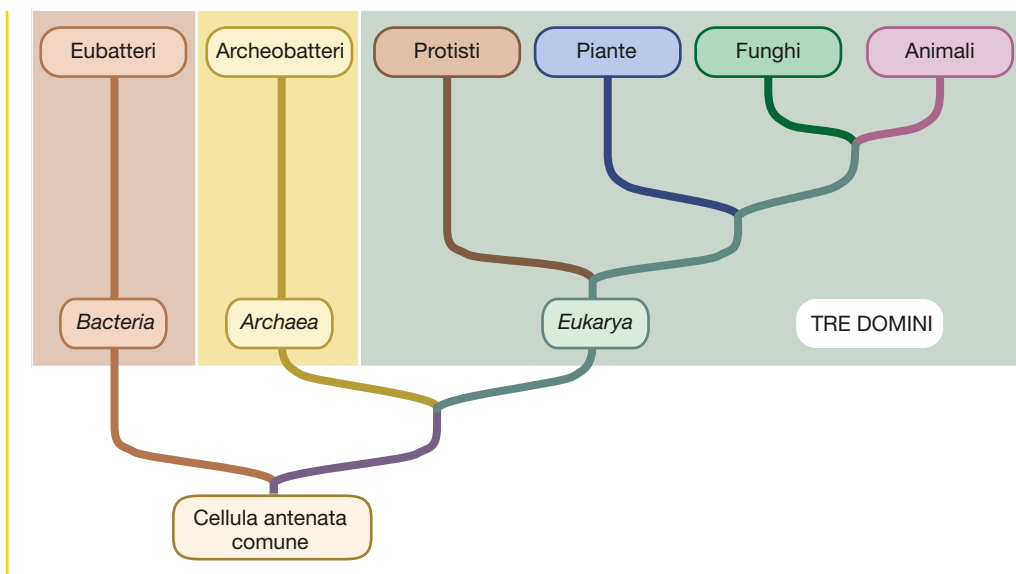 Eubatteri
Archeobatteri
Protisti
Piante
Funghi
Animali
Bacteria
Archaea
Eukarya
TRE DOMINI
Cellula antenata
comune